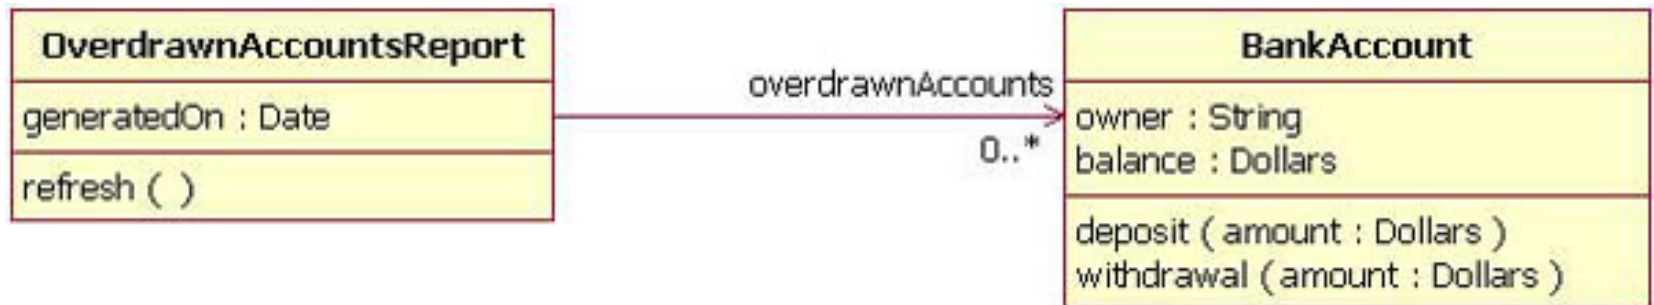 OverdrawnAccountsReport
generatedOn : Date
refresh ( )
overdrawnAccounts
0..*
BankAccount
owner : String
balance : Dollars
deposit ( amount : Dollars )
withdrawal ( amount : Dollars )